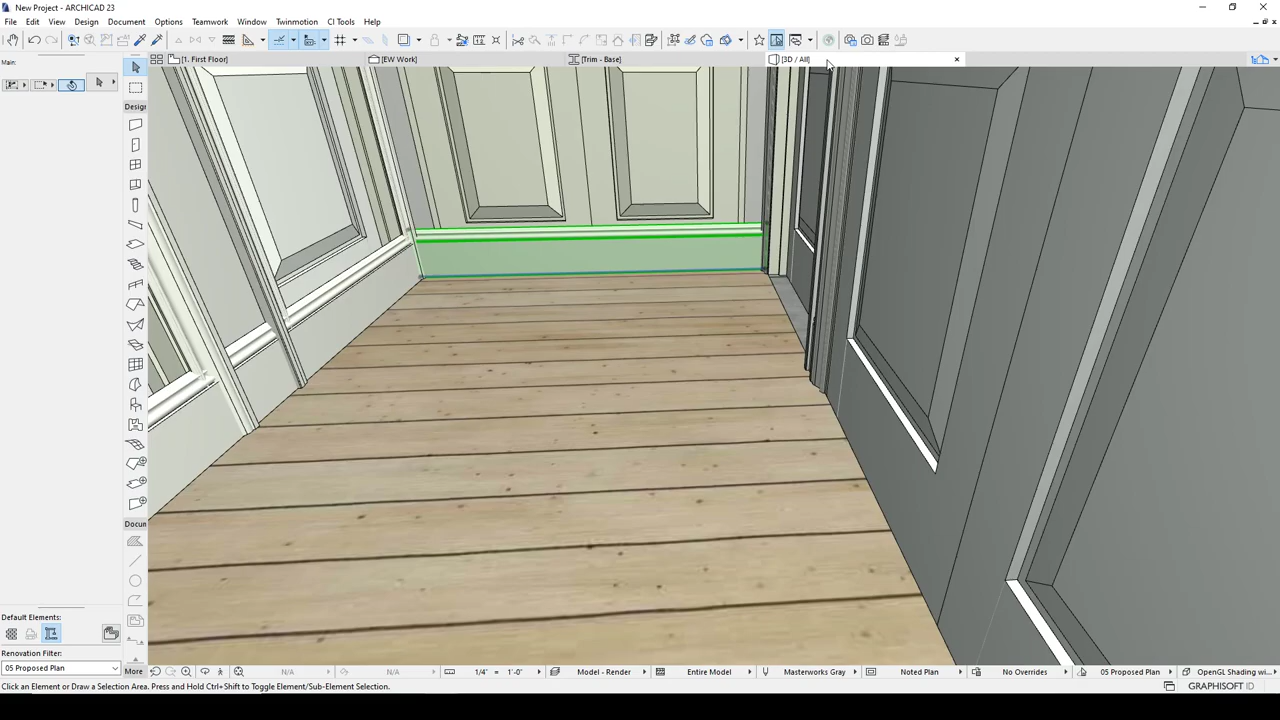 New Project - ARCHICAD 23
File Edit View Design Document Options Teamwork Window Twinmotion CI Tools Help
[1. First Floor] [EW Work] [Trim - Base] [3D / All]
Main:
Desigr
Docun
More
Default Elements:
Renovation Filter:
05 Proposed Plan
N/A N/A 1/4" = 1'-0" Model - Render Entire Model Masterworks Gray Noted Plan No Overrides 05 Proposed Plan OpenGL Shading wi...
Click an Element or Draw a Selection Area. Press and Hold Ctrl+Shift to Toggle Element/Sub-Element Selection.
GRAPHISOFT ID